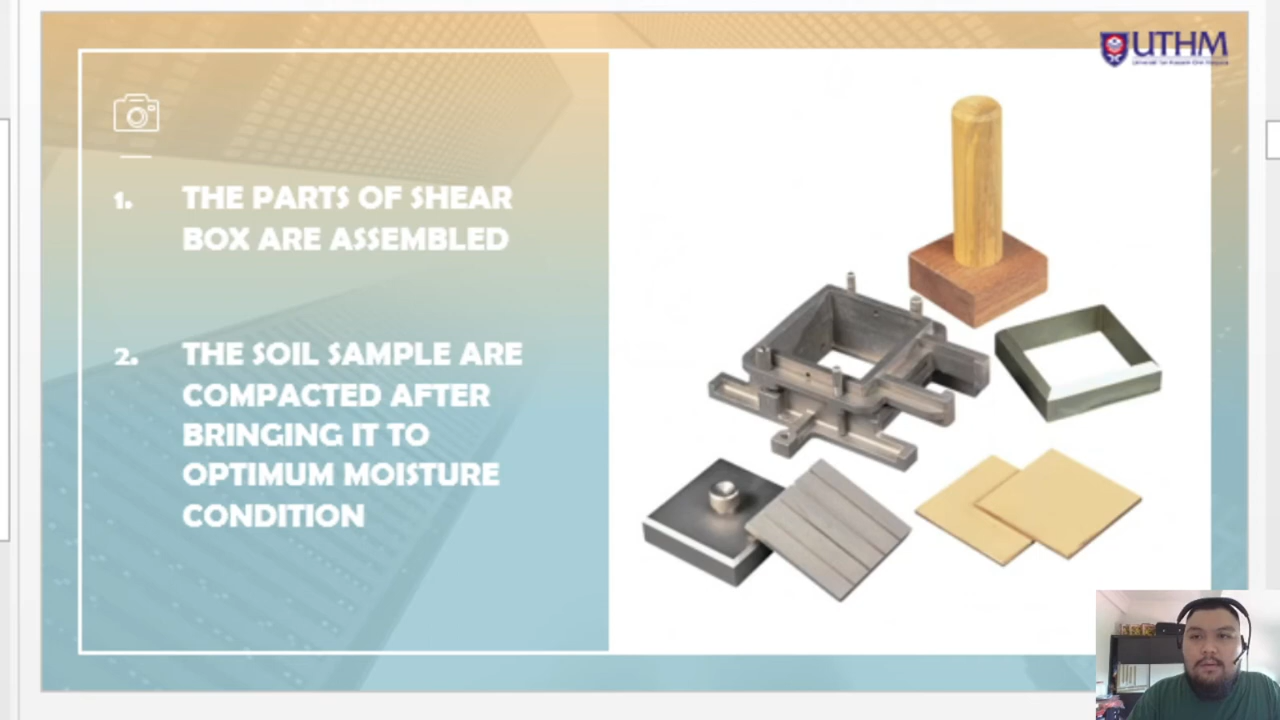 UTHM
1. THE PARTS OF SHEAR
BOX ARE ASSEMBLED
2. THE SOIL SAMPLE ARE
COMPACTED AFTER
BRINGING IT TO
OPTIMUM MOISTURE
CONDITION